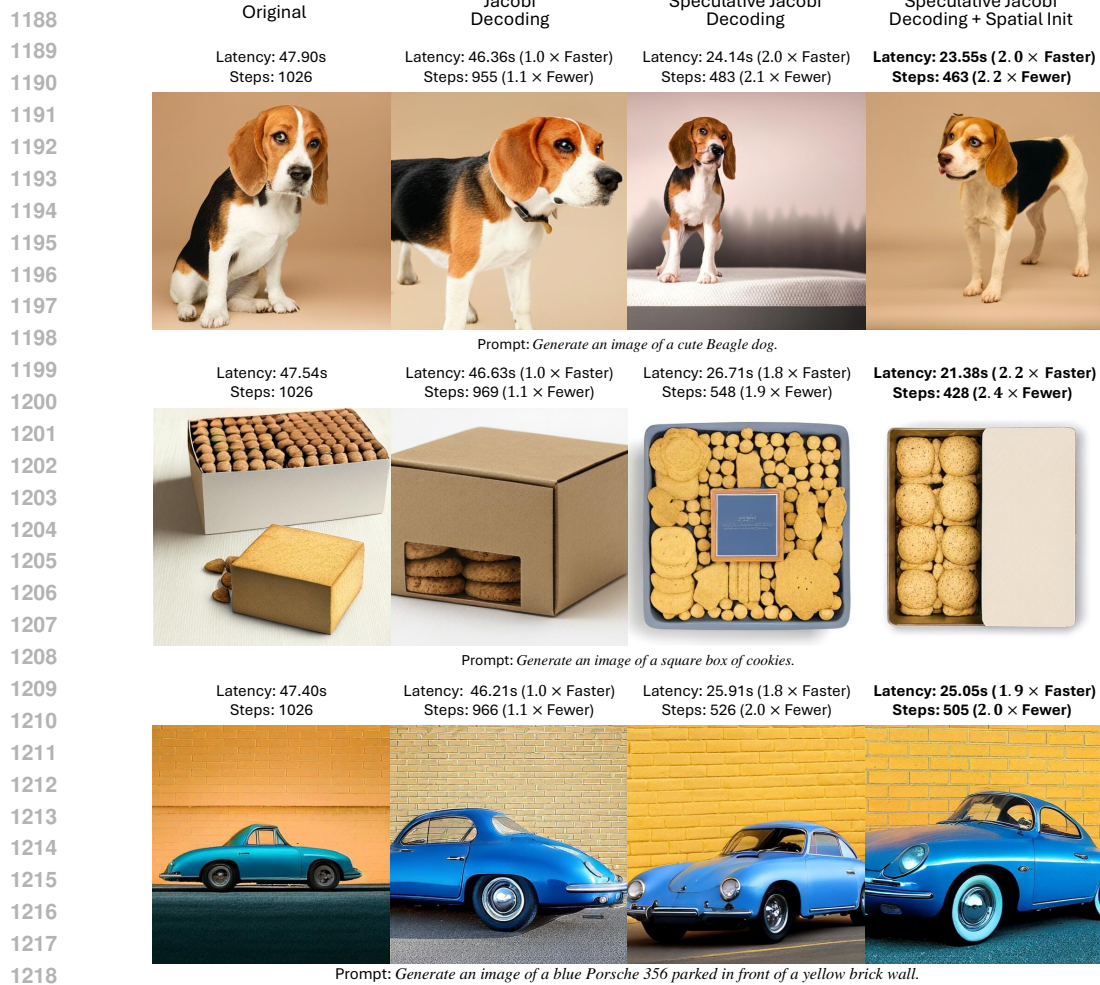 1188
1189
1190
1191
1192
1193
1194
1195
1196
1197
1198
1199
1200
1201
1202
1203
1204
1205
1206
1207
1208
1209
1210
1211
1212
1213
1214
1215
1216
1217
1218
Original
Jacobi
Decoding
Speculative Jacobi
Decoding
Speculative Jacobi
Decoding + Spatial Init
Latency: 47.90s
Steps: 1026
Latency: 46.36s (1.0 × Faster)
Steps: 955 (1.1 × Fewer)
Latency: 24.14s (2.0 × Faster)
Steps: 483 (2.1 × Fewer)
Latency: 23.55s (2.0 × Faster)
Steps: 463 (2.2 × Fewer)
Prompt: Generate an image of a cute Beagle dog.
Latency: 47.54s
Steps: 1026
Latency: 46.63s (1.0 × Faster)
Steps: 969 (1.1 × Fewer)
Latency: 26.71s (1.8 × Faster)
Steps: 548 (1.9 × Fewer)
Latency: 21.38s (2.2 × Faster)
Steps: 428 (2.4 × Fewer)
Prompt: Generate an image of a square box of cookies.
Latency: 47.40s
Steps: 1026
Latency: 46.21s (1.0 × Faster)
Steps: 966 (1.1 × Fewer)
Latency: 25.91s (1.8 × Faster)
Steps: 526 (2.0 × Fewer)
Latency: 25.05s (1.9 × Faster)
Steps: 505 (2.0 × Fewer)
Prompt: Generate an image of a blue Porsche 356 parked in front of a yellow brick wall.